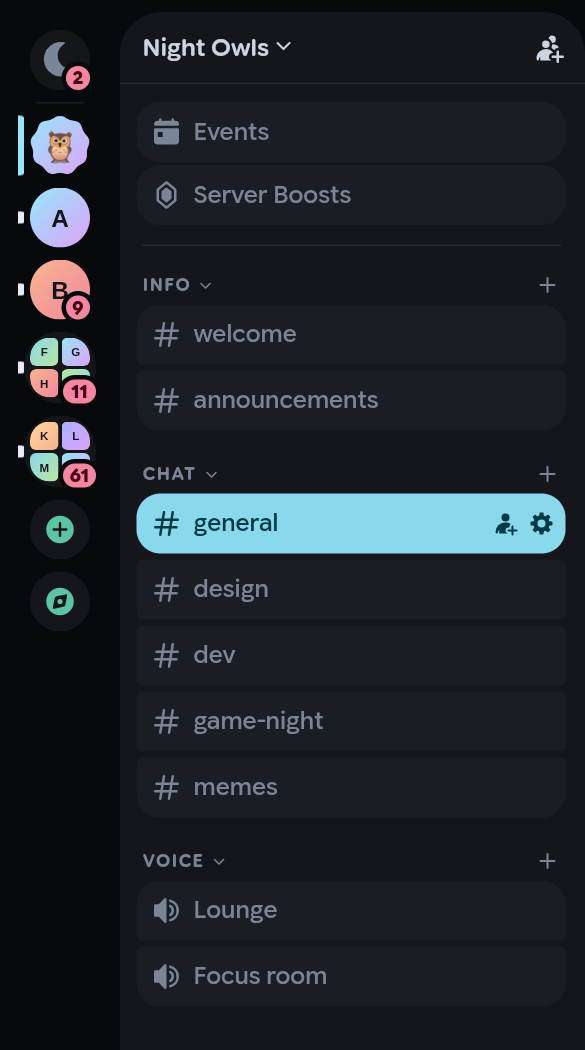 2
A
B
9
F G
H
11
K L
M
61
Night Owls
Events
Server Boosts
INFO
# welcome
# announcements
CHAT
# general
# design
# dev
# game-night
# memes
VOICE
Lounge
Focus room